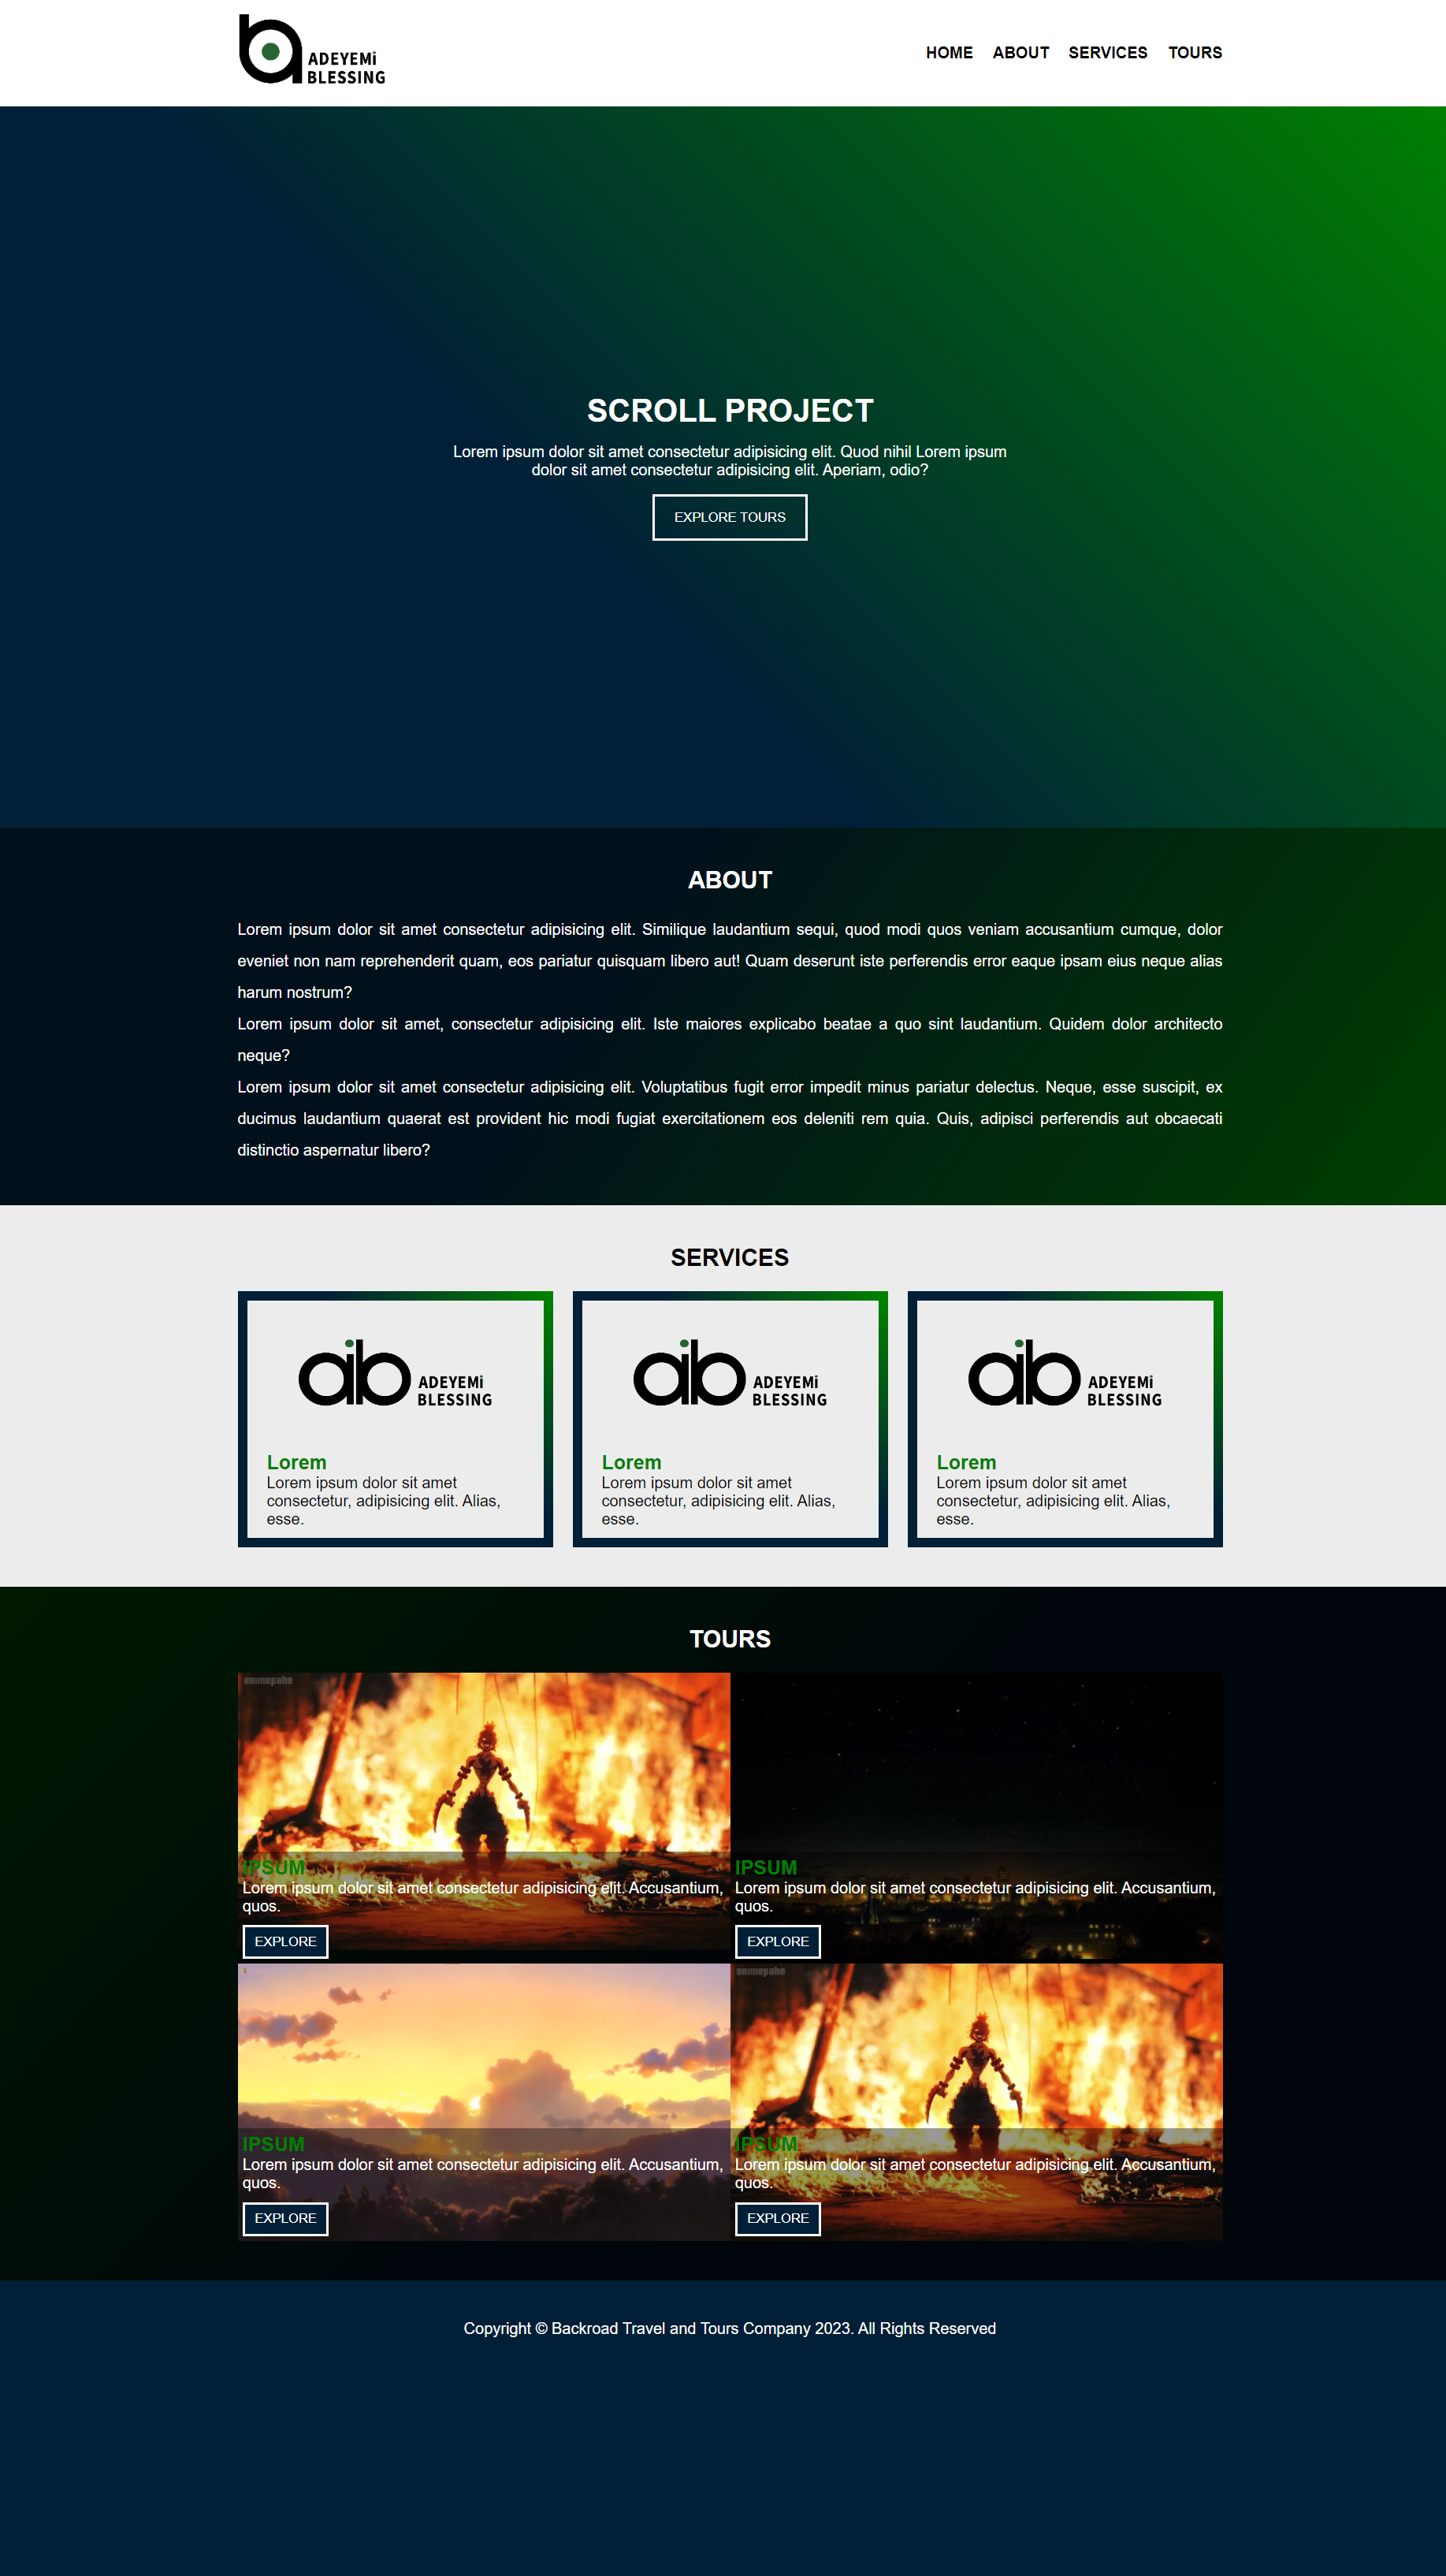 ADEYEMi
BLESSING
HOME ABOUT SERVICES TOURS
SCROLL PROJECT
Lorem ipsum dolor sit amet consectetur adipisicing elit. Quod nihil Lorem ipsum
dolor sit amet consectetur adipisicing elit. Aperiam, odio?
EXPLORE TOURS
ABOUT
Lorem ipsum dolor sit amet consectetur adipisicing elit. Similique laudantium sequi, quod modi quos veniam accusantium cumque, dolor
eveniet non nam reprehenderit quam, eos pariatur quisquam libero aut! Quam deserunt iste perferendis error eaque ipsam eius neque alias
harum nostrum?
Lorem ipsum dolor sit amet, consectetur adipisicing elit. Iste maiores explicabo beatae a quo sint laudantium. Quidem dolor architecto
neque?
Lorem ipsum dolor sit amet consectetur adipisicing elit. Voluptatibus fugit error impedit minus pariatur delectus. Neque, esse suscipit, ex
ducimus laudantium quaerat est provident hic modi fugiat exercitationem eos deleniti rem quia. Quis, adipisci perferendis aut obcaecati
distinctio aspernatur libero?
SERVICES
ab ADEYEMi
BLESSING
Lorem
Lorem ipsum dolor sit amet
consectetur, adipisicing elit. Alias,
esse.
ab ADEYEMi
BLESSING
Lorem
Lorem ipsum dolor sit amet
consectetur, adipisicing elit. Alias,
esse.
ab ADEYEMi
BLESSING
Lorem
Lorem ipsum dolor sit amet
consectetur, adipisicing elit. Alias,
esse.
TOURS
animepahe
IPSUM
Lorem ipsum dolor sit amet consectetur adipisicing elit. Accusantium,
quos.
EXPLORE
IPSUM
Lorem ipsum dolor sit amet consectetur adipisicing elit. Accusantium,
quos.
EXPLORE
IPSUM
Lorem ipsum dolor sit amet consectetur adipisicing elit. Accusantium,
quos.
EXPLORE
animepahe
IPSUM
Lorem ipsum dolor sit amet consectetur adipisicing elit. Accusantium,
quos.
EXPLORE
Copyright © Backroad Travel and Tours Company 2023. All Rights Reserved